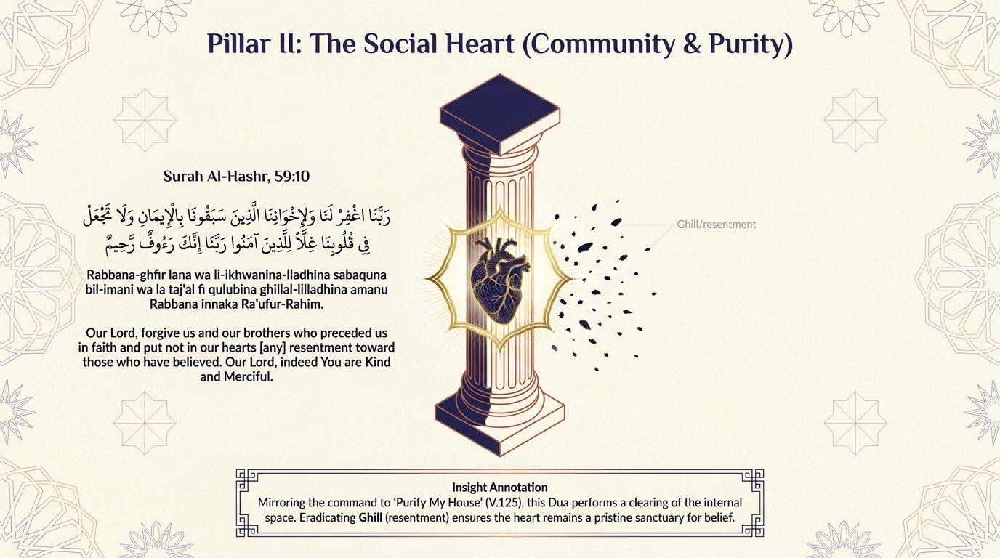 Pillar II: The Social Heart (Community & Purity)
Surah Al-Hashr, 59:10
رَبَّنَا اغْفِرْ لَنَا وَلِإِخْوَانِنَا الَّذِينَ سَبَقُونَا بِالْإِيمَانِ وَلَا تَجْعَلْ
فِي قُلُوبِنَا غِلًّا لِلَّذِينَ آمَنُوا رَبَّنَا إِنَّكَ رَءُوفٌ رَّحِيمٌ
Rabbana-ghfir lana wa li-ikhwanina-lladhina sabaquna
bil-imani wa la taj'al fi qulubina ghillal-lilladhina amanu
Rabbana innaka Ra'ufur-Rahim.
Our Lord, forgive us and our brothers who preceded us
in faith and put not in our hearts [any] resentment toward
those who have believed. Our Lord, indeed You are Kind
and Merciful.
Ghill/resentment
Insight Annotation
Mirroring the command to 'Purify My House' (V.125), this Dua performs a clearing of the internal
space. Eradicating Ghill (resentment) ensures the heart remains a pristine sanctuary for belief.